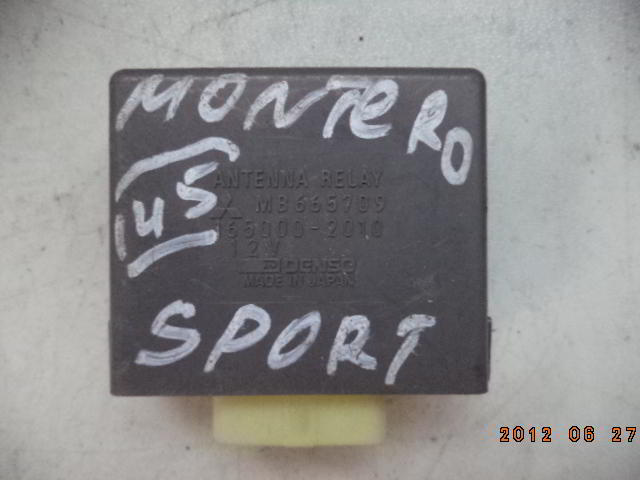 MONTERO
US
ANTENNA RELAY
MB665709
165000-2010
12V
DENSO
MADE IN JAPAN
SPORT
2012 06 27